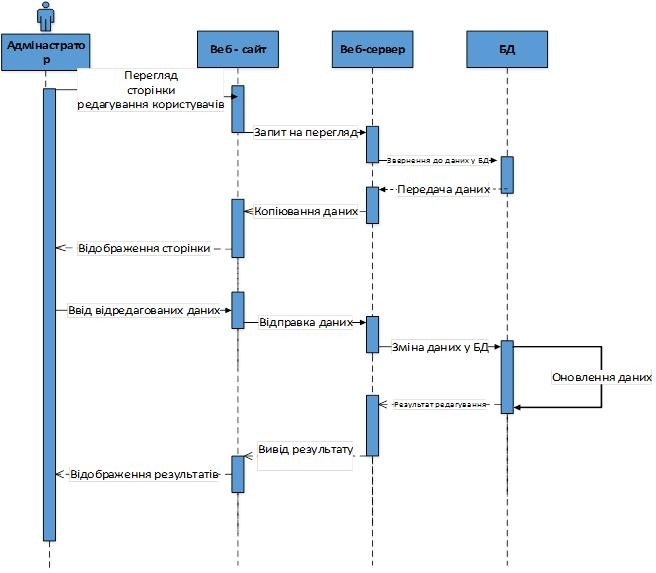 Адмінастрато
р
Веб - сайт
Веб-сервер
БД
Перегляд
сторінки
редагування користувачів
Запит на перегляд
Звернення до даних у БД
Передача даних
Копіювання даних
Відображення сторінки
Ввід відредагованих даних
Відправка даних
Зміна даних у БД
Оновлення даних
Результат редагування
Вивід результату
Відображення результатів